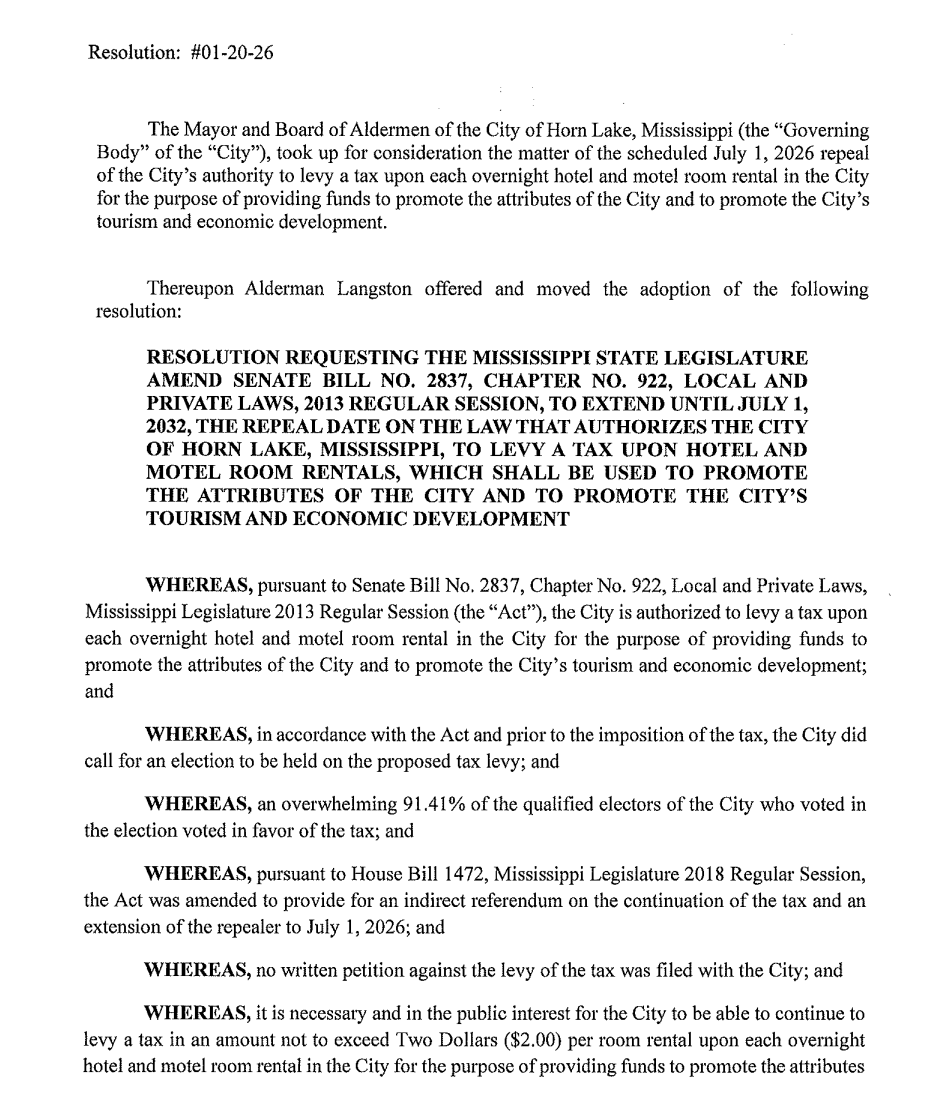 Resolution: #01-20-26
The Mayor and Board of Aldermen of the City of Horn Lake, Mississippi (the “Governing
Body” of the “City”), took up for consideration the matter of the scheduled July 1, 2026 repeal
of the City’s authority to levy a tax upon each overnight hotel and motel room rental in the City
for the purpose of providing funds to promote the attributes of the City and to promote the City’s
tourism and economic development.
Thereupon Alderman Langston offered and moved the adoption of the following
resolution:
RESOLUTION REQUESTING THE MISSISSIPPI STATE LEGISLATURE
AMEND SENATE BILL NO. 2837, CHAPTER NO. 922, LOCAL AND
PRIVATE LAWS, 2013 REGULAR SESSION, TO EXTEND UNTIL JULY 1,
2032, THE REPEAL DATE ON THE LAW THAT AUTHORIZES THE CITY
OF HORN LAKE, MISSISSIPPI, TO LEVY A TAX UPON HOTEL AND
MOTEL ROOM RENTALS, WHICH SHALL BE USED TO PROMOTE
THE ATTRIBUTES OF THE CITY AND TO PROMOTE THE CITY’S
TOURISM AND ECONOMIC DEVELOPMENT
WHEREAS, pursuant to Senate Bill No. 2837, Chapter No. 922, Local and Private Laws,
Mississippi Legislature 2013 Regular Session (the “Act”), the City is authorized to levy a tax upon
each overnight hotel and motel room rental in the City for the purpose of providing funds to
promote the attributes of the City and to promote the City’s tourism and economic development;
and
WHEREAS, in accordance with the Act and prior to the imposition of the tax, the City did
call for an election to be held on the proposed tax levy; and
WHEREAS, an overwhelming 91.41% of the qualified electors of the City who voted in
the election voted in favor of the tax; and
WHEREAS, pursuant to House Bill 1472, Mississippi Legislature 2018 Regular Session,
the Act was amended to provide for an indirect referendum on the continuation of the tax and an
extension of the repealer to July 1, 2026; and
WHEREAS, no written petition against the levy of the tax was filed with the City; and
WHEREAS, it is necessary and in the public interest for the City to be able to continue to
levy a tax in an amount not to exceed Two Dollars ($2.00) per room rental upon each overnight
hotel and motel room rental in the City for the purpose of providing funds to promote the attributes